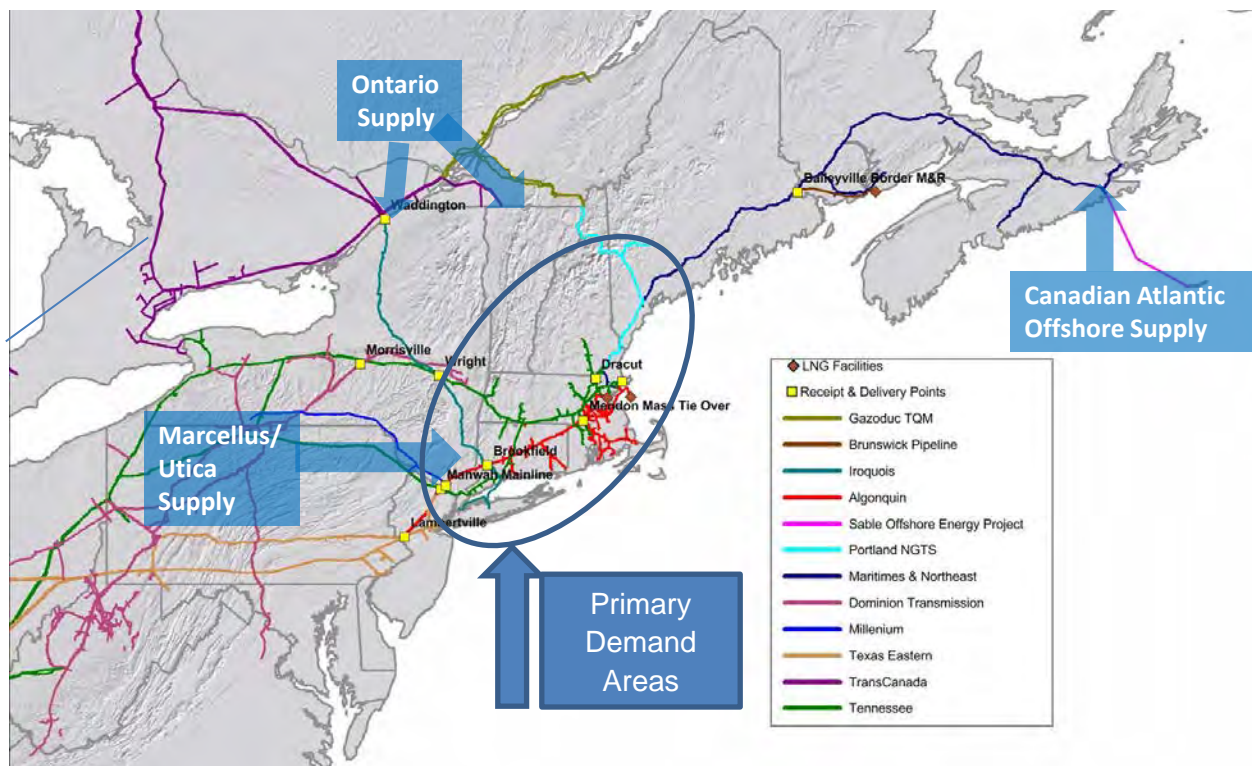 Ontario
Supply
Baileyville Border M&R
Waddington
Canadian Atlantic
Offshore Supply
Morrisville
Wright
Dracut
Mendon Mass Tie Over
Marcellus/
Utica
Supply
Brookfield
Manwah Mainline
Lambertville
Primary
Demand
Areas
LNG Facilities
Receipt & Delivery Points
Gazoduc TQM
Brunswick Pipeline
Iroquois
Algonquin
Sable Offshore Energy Project
Portland NGTS
Maritimes & Northeast
Dominion Transmission
Millenium
Texas Eastern
TransCanada
Tennessee